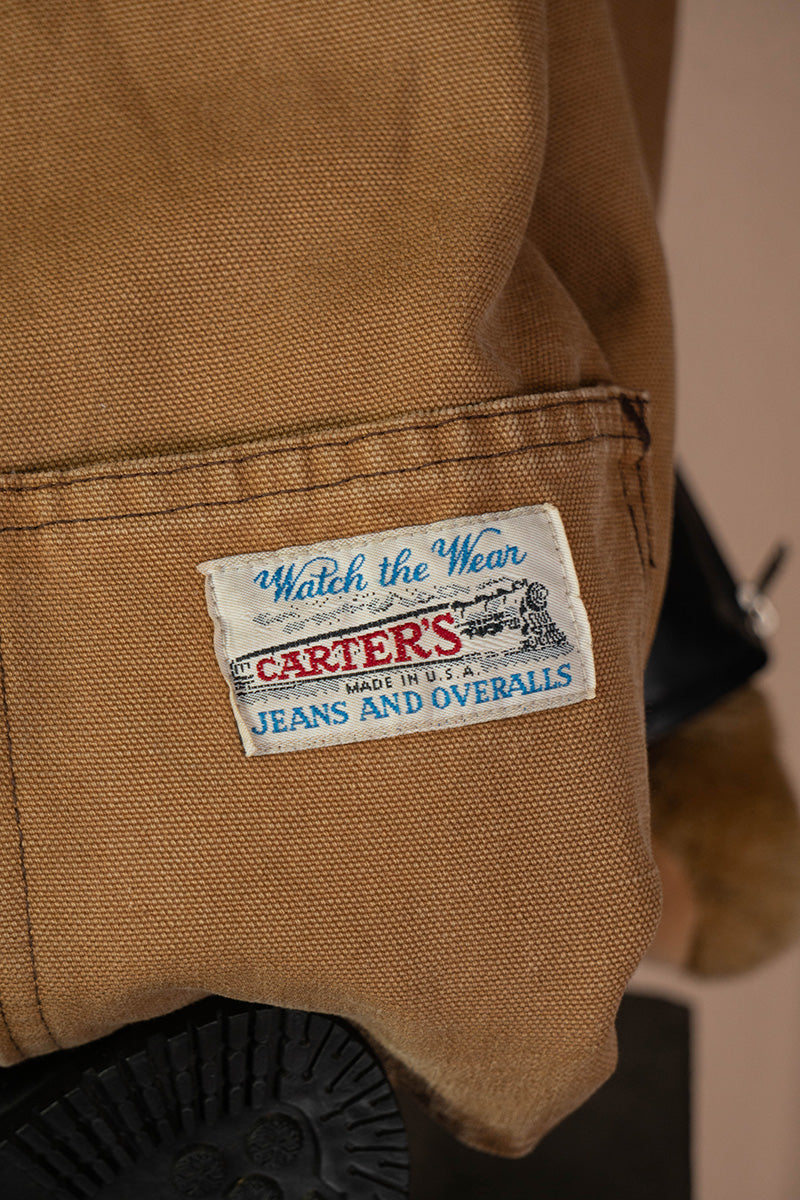 Watch the Wear
CARTER'S
MADE IN U.S.A.
JEANS AND OVERALLS